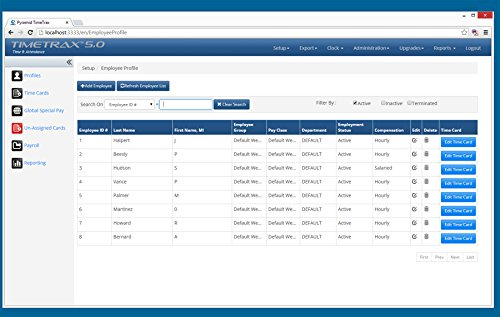 Pyramid TimeTrax
localhost:3333/en/EmployeeProfile
TIMETRAX 5.0
Time & Attendance
Setup Export Clock Administration Upgrades Reports Logout
Profiles
Time Cards
Global Special Pay
Un-Assigned Cards
Payroll
Reporting
Setup Employee Profile
Add Employee Refresh Employee List
Search On Employee ID # = Clear Search Filter By : Active Inactive Terminated
Employee ID # Last Name First Name, MI Employee Group Pay Class Department Employment Status Compensation Edit Delete Time Card
1 Halpert J Default We... Default We... DEFAULT Active Hourly Edit Time Card
2 Beesly P Default We... Default We... DEFAULT Active Hourly Edit Time Card
3 Hudson S Default We... Default We... DEFAULT Active Salaried Edit Time Card
4 Vance P Default We... Default We... DEFAULT Active Hourly Edit Time Card
5 Palmer M Default We... Default We... DEFAULT Active Hourly Edit Time Card
6 Martinez O Default We... Default We... DEFAULT Active Hourly Edit Time Card
7 Howard R Default We... Default We... DEFAULT Active Hourly Edit Time Card
8 Bernard A Default We... Default We... DEFAULT Active Hourly Edit Time Card
First Prev Next Last